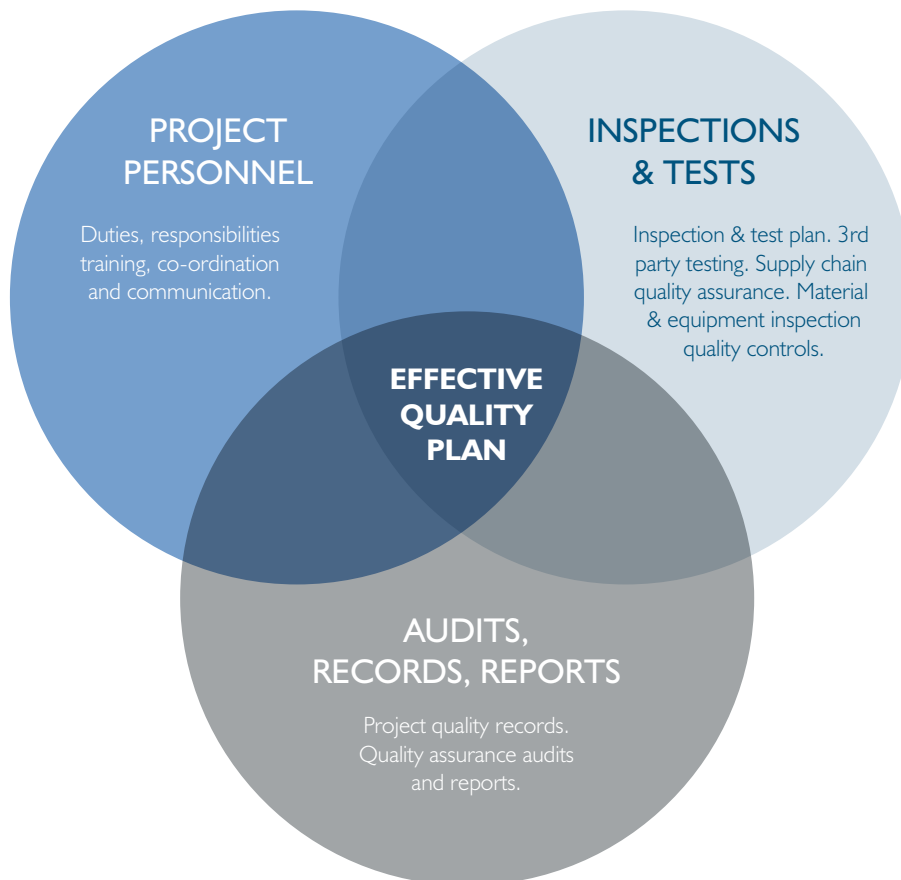 PROJECT
PERSONNEL
Duties, responsibilities
training, co-ordination
and communication.
INSPECTIONS
& TESTS
Inspection & test plan. 3rd
party testing. Supply chain
quality assurance. Material
& equipment inspection
quality controls.
EFFECTIVE
QUALITY
PLAN
AUDITS,
RECORDS, REPORTS
Project quality records.
Quality assurance audits
and reports.